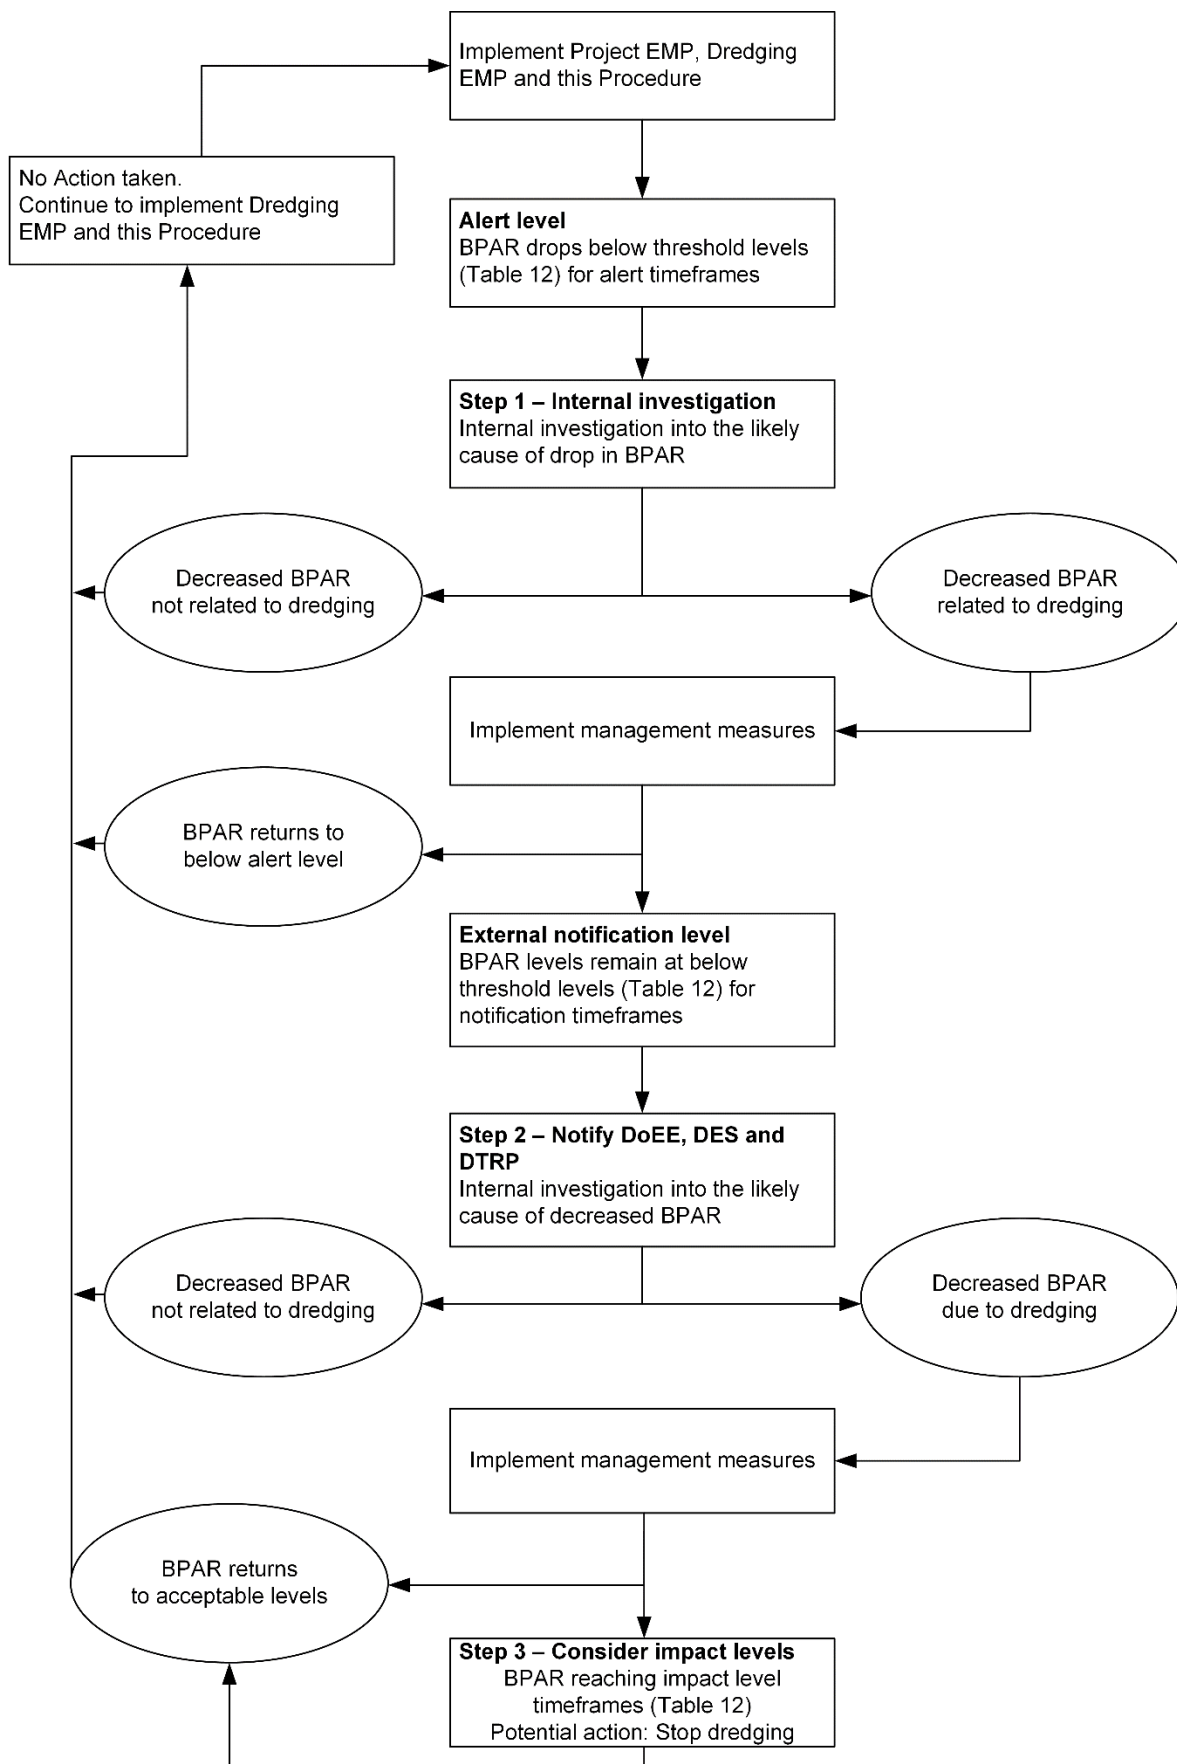 Implement Project EMP, Dredging
EMP and this Procedure
No Action taken.
Continue to implement Dredging
EMP and this Procedure
Alert level
BPAR drops below threshold levels
(Table 12) for alert timeframes
Step 1 – Internal investigation
Internal investigation into the likely
cause of drop in BPAR
Decreased BPAR
not related to dredging
Decreased BPAR
related to dredging
Implement management measures
BPAR returns to
below alert level
External notification level
BPAR levels remain at below
threshold levels (Table 12) for
notification timeframes
Step 2 – Notify DoEE, DES and
DTRP
Internal investigation into the likely
cause of decreased BPAR
Decreased BPAR
not related to dredging
Decreased BPAR
due to dredging
Implement management measures
BPAR returns
to acceptable levels
Step 3 – Consider impact levels
BPAR reaching impact level
timeframes (Table 12)
Potential action: Stop dredging